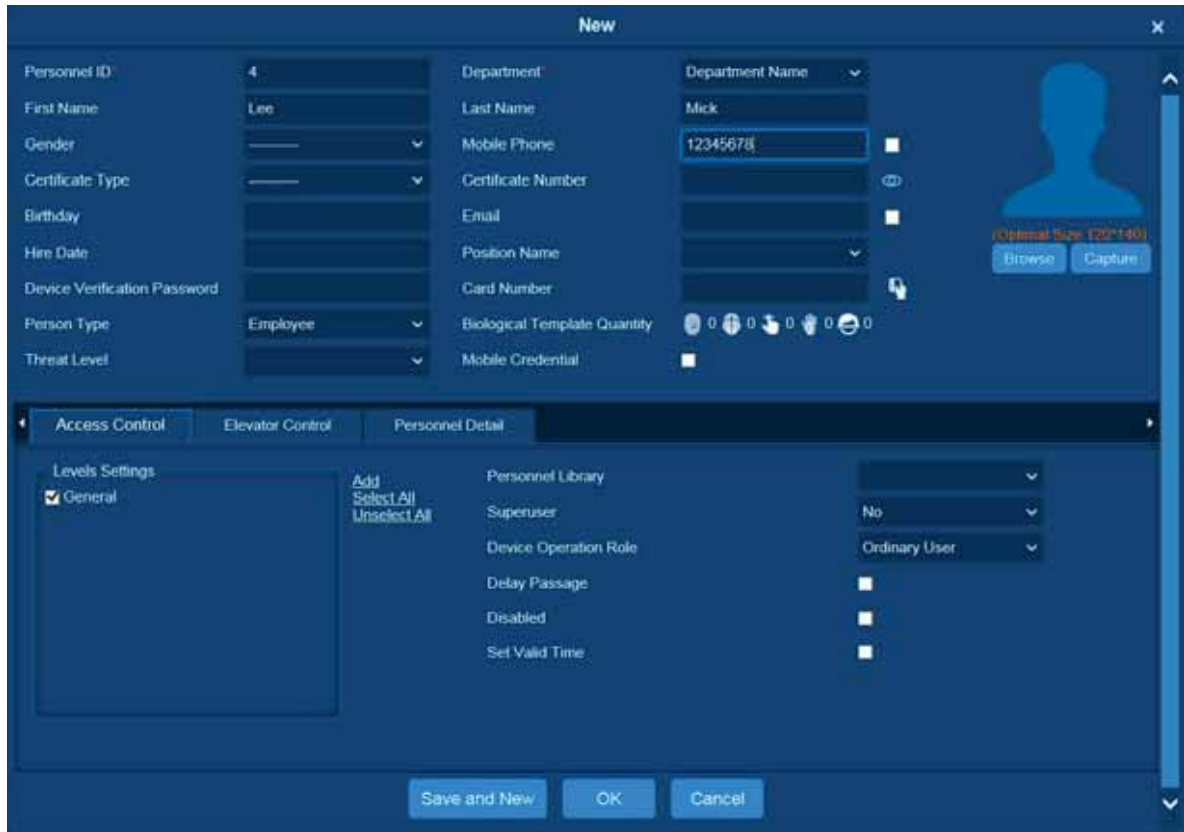 New
Personnel ID* 4 Department* Department Name
First Name Lee Last Name Mick
Gender --------- Mobile Phone 12345678
Certificate Type --------- Certificate Number
Birthday Email
(Optimal Size 120*140)
Hire Date Position Name Browse Capture
Device Verification Password Card Number
Person Type Employee Biological Template Quantity 0 0 0 0 0
Threat Level Mobile Credential
Access Control Elevator Control Personnel Detail
Levels Settings Personnel Library
General Add
Select All
Unselect All
Superuser No
Device Operation Role Ordinary User
Delay Passage
Disabled
Set Valid Time
Save and New OK Cancel